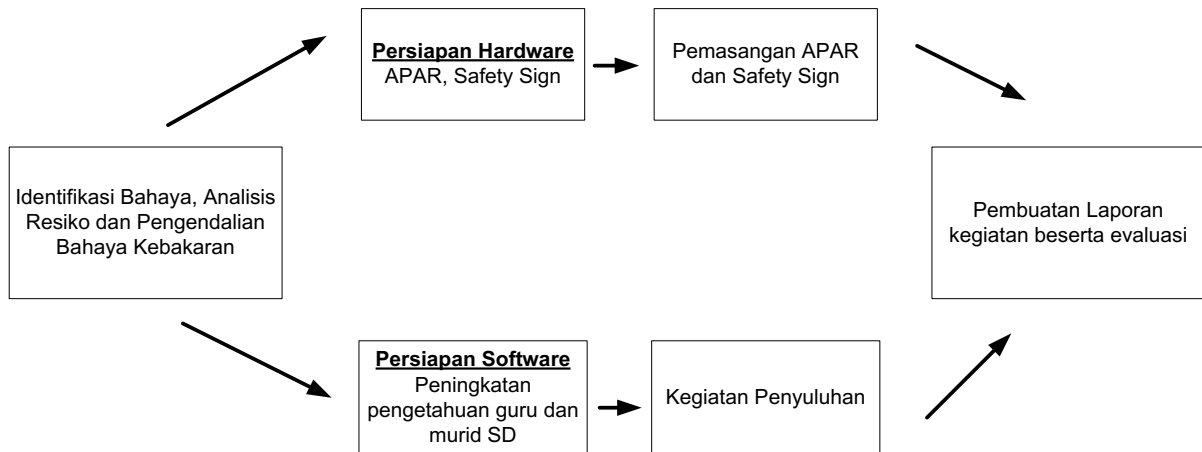 Identifikasi Bahaya, Analisis
Resiko dan Pengendalian
Bahaya Kebakaran
Persiapan Hardware
APAR, Safety Sign
Pemasangan APAR
dan Safety Sign
Persiapan Software
Peningkatan
pengetahuan guru dan
murid SD
Kegiatan Penyuluhan
Pembuatan Laporan
kegiatan beserta evaluasi